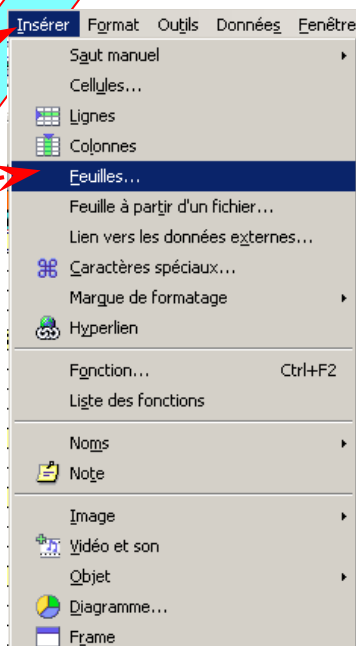 Insérer Format Outils Données Fenêtre
Saut manuel
Cellules...
Lignes
Colonnes
Feuilles...
Feuille à partir d'un fichier...
Lien vers les données externes...
Caractères spéciaux...
Marque de formatage
Hyperlien
Fonction... Ctrl+F2
Liste des fonctions
Noms
Note
Image
Vidéo et son
Objet
Diagramme...
Frame